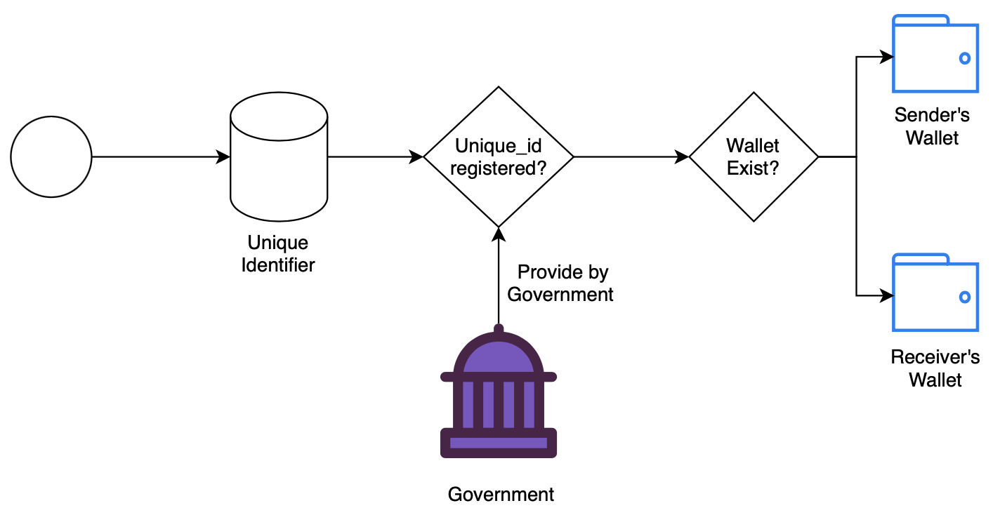 Unique_id
registered?
Wallet
Exist?
Sender's
Wallet
Unique
Identifier
Provide by
Government
Receiver's
Wallet
Government